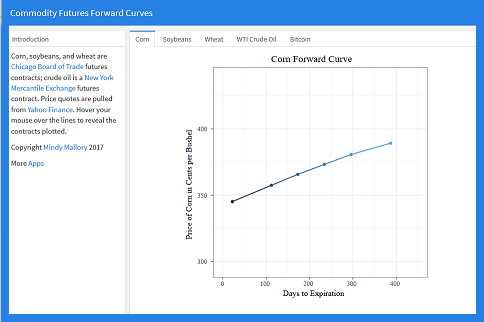 Commodity Futures Forward Curves
Introduction
Corn, soybeans, and wheat are
Chicago Board of Trade futures
contracts; crude oil is a New York
Mercantile Exchange futures
contract. Price quotes are pulled
from Yahoo Finance. Hover your
mouse over the lines to reveal the
contracts plotted.
Copyright Mindy Mallory 2017
More Apps
Corn Soybeans Wheat WTI Crude Oil Bitcoin
Corn Forward Curve
Price of Corn in Cents per Bushel
400
350
300
0 100 200 300 400
Days to Expiration